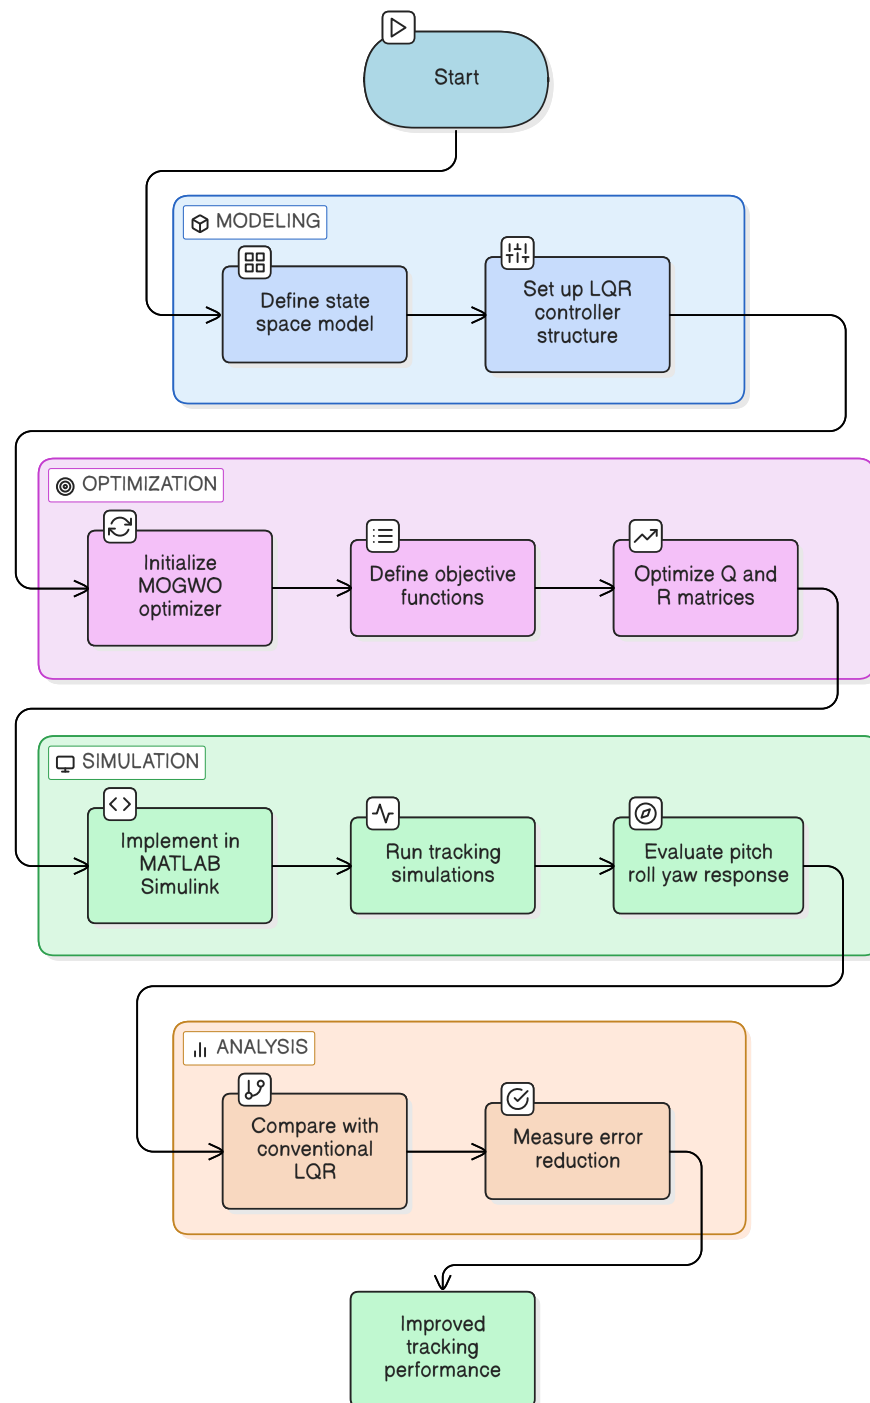 Start
MODELING
Define state
space model
Set up LQR
controller
structure
OPTIMIZATION
Initialize
MOGWO
optimizer
Define objective
functions
Optimize Q and
R matrices
SIMULATION
Implement in
MATLAB
Simulink
Run tracking
simulations
Evaluate pitch
roll yaw response
ANALYSIS
Compare with
conventional
LQR
Measure error
reduction
Improved
tracking
performance